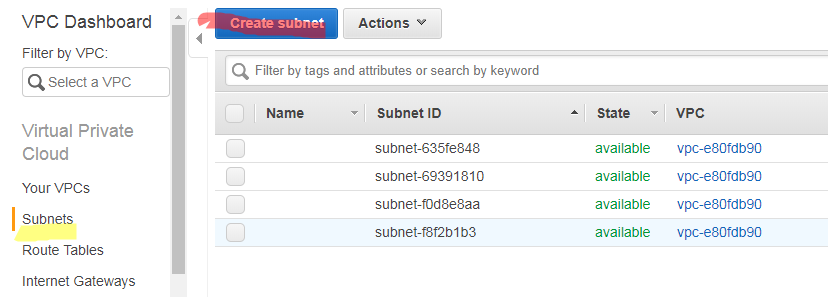 VPC Dashboard
Filter by VPC:
Select a VPC
Virtual Private
Cloud
Your VPCs
Subnets
Route Tables
Internet Gateways
Create subnet Actions
Filter by tags and attributes or search by keyword
Name Subnet ID State VPC
subnet-635fe848 available vpc-e80fdb90
subnet-69391810 available vpc-e80fdb90
subnet-f0d8e8aa available vpc-e80fdb90
subnet-f8f2b1b3 available vpc-e80fdb90